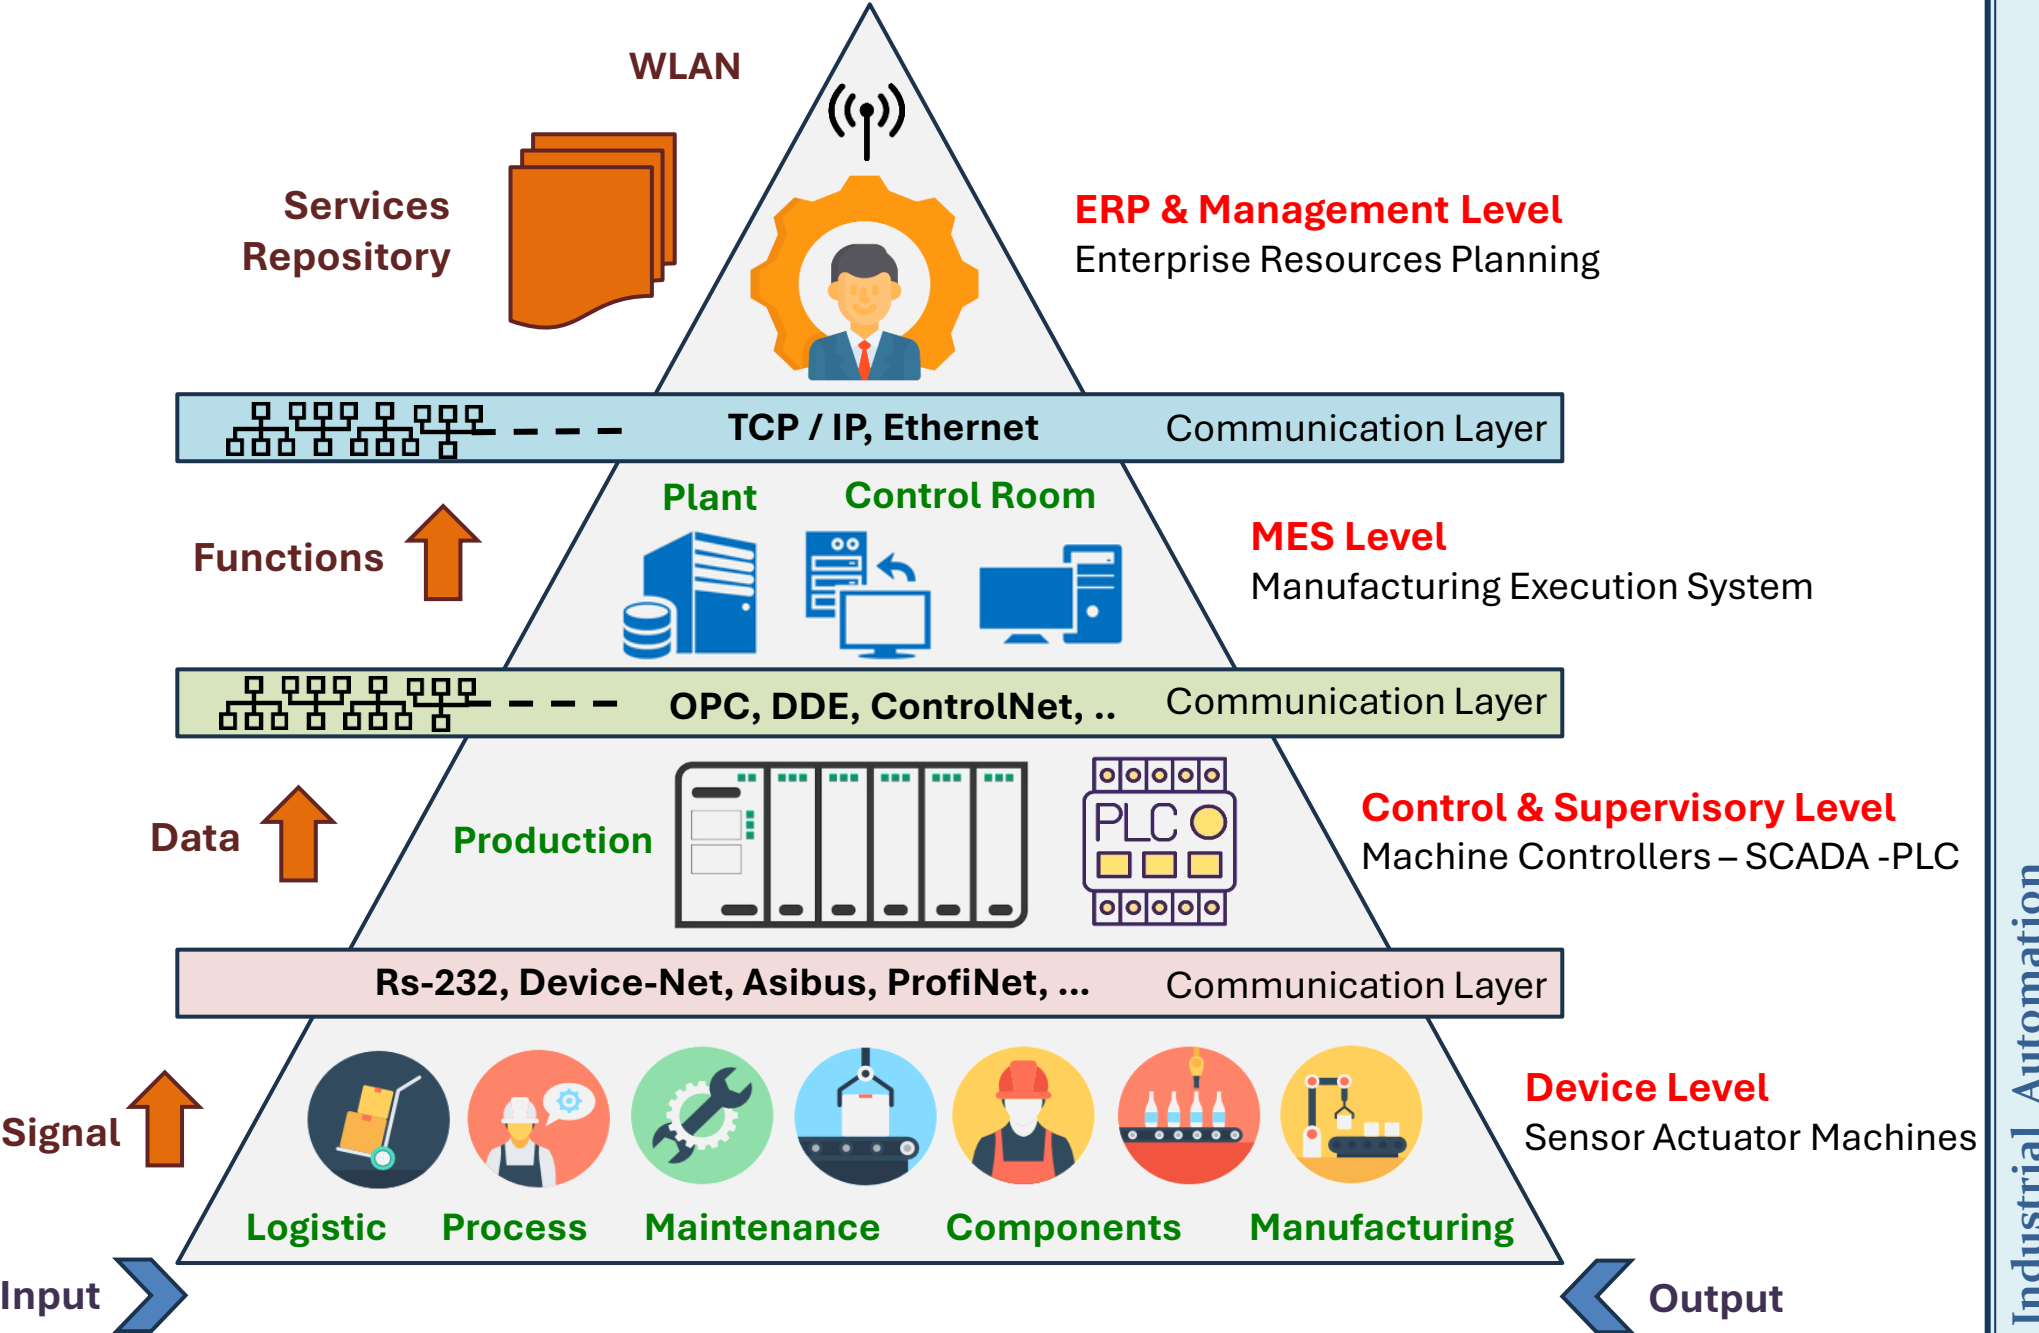 WLAN
Services
Repository
ERP & Management Level
Enterprise Resources Planning
TCP / IP, Ethernet
Communication Layer
Plant
Control Room
Functions
MES Level
Manufacturing Execution System
OPC, DDE, ControlNet, ..
Communication Layer
Data
Production
PLC
Control & Supervisory Level
Machine Controllers – SCADA -PLC
Rs-232, Device-Net, Asibus, ProfiNet, ...
Communication Layer
Signal
Device Level
Sensor Actuator Machines
Logistic
Process
Maintenance
Components
Manufacturing
Input
Output
Industrial Automation